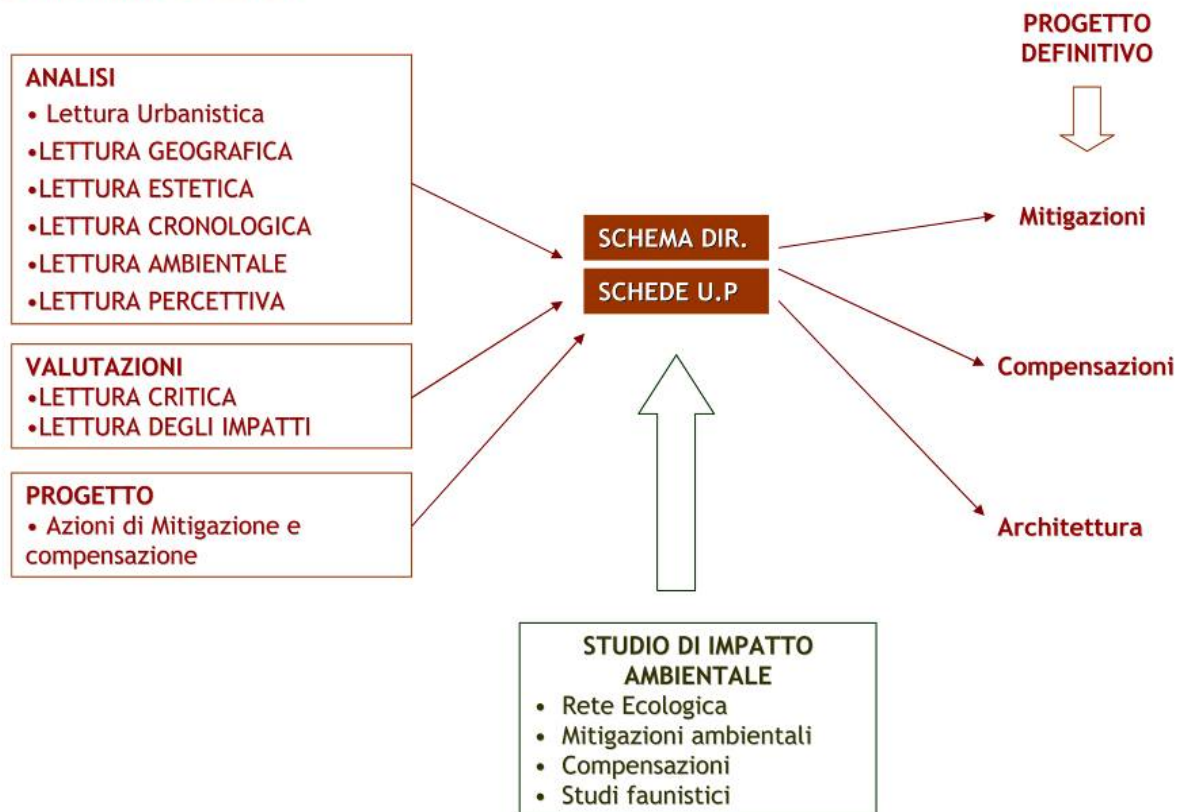 ANALISI
• Lettura Urbanistica
•LETTURA GEOGRAFICA
•LETTURA ESTETICA
•LETTURA CRONOLOGICA
•LETTURA AMBIENTALE
•LETTURA PERCETTIVA
VALUTAZIONI
•LETTURA CRITICA
•LETTURA DEGLI IMPATTI
PROGETTO
• Azioni di Mitigazione e
compensazione
SCHEMA DIR.
SCHEDE U.P
PROGETTO
DEFINITIVO
Mitigazioni
Compensazioni
Architettura
STUDIO DI IMPATTO
AMBIENTALE
• Rete Ecologica
• Mitigazioni ambientali
• Compensazioni
• Studi faunistici